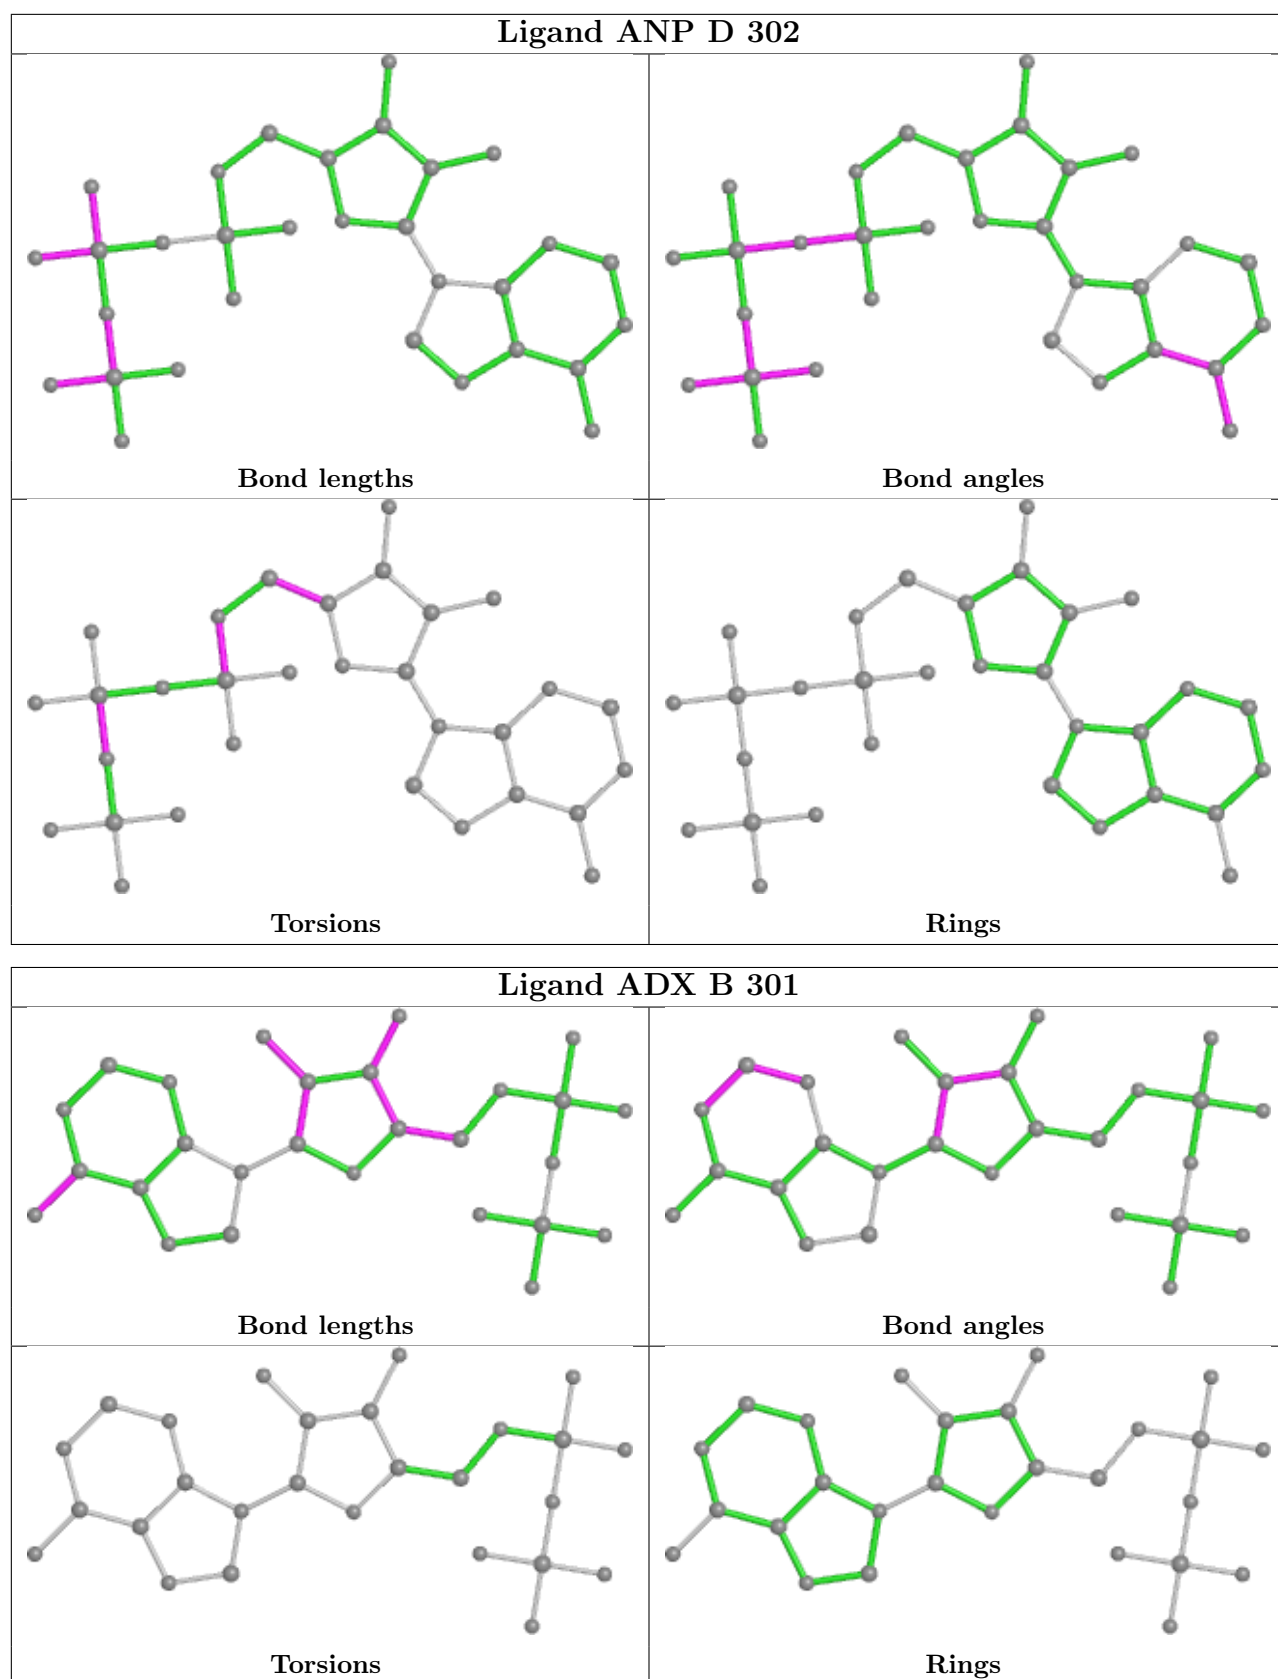 Ligand ANP D 302
Bond lengths
Bond angles
Torsions
Rings
Ligand ADX B 301
Bond lengths
Bond angles
Torsions
Rings